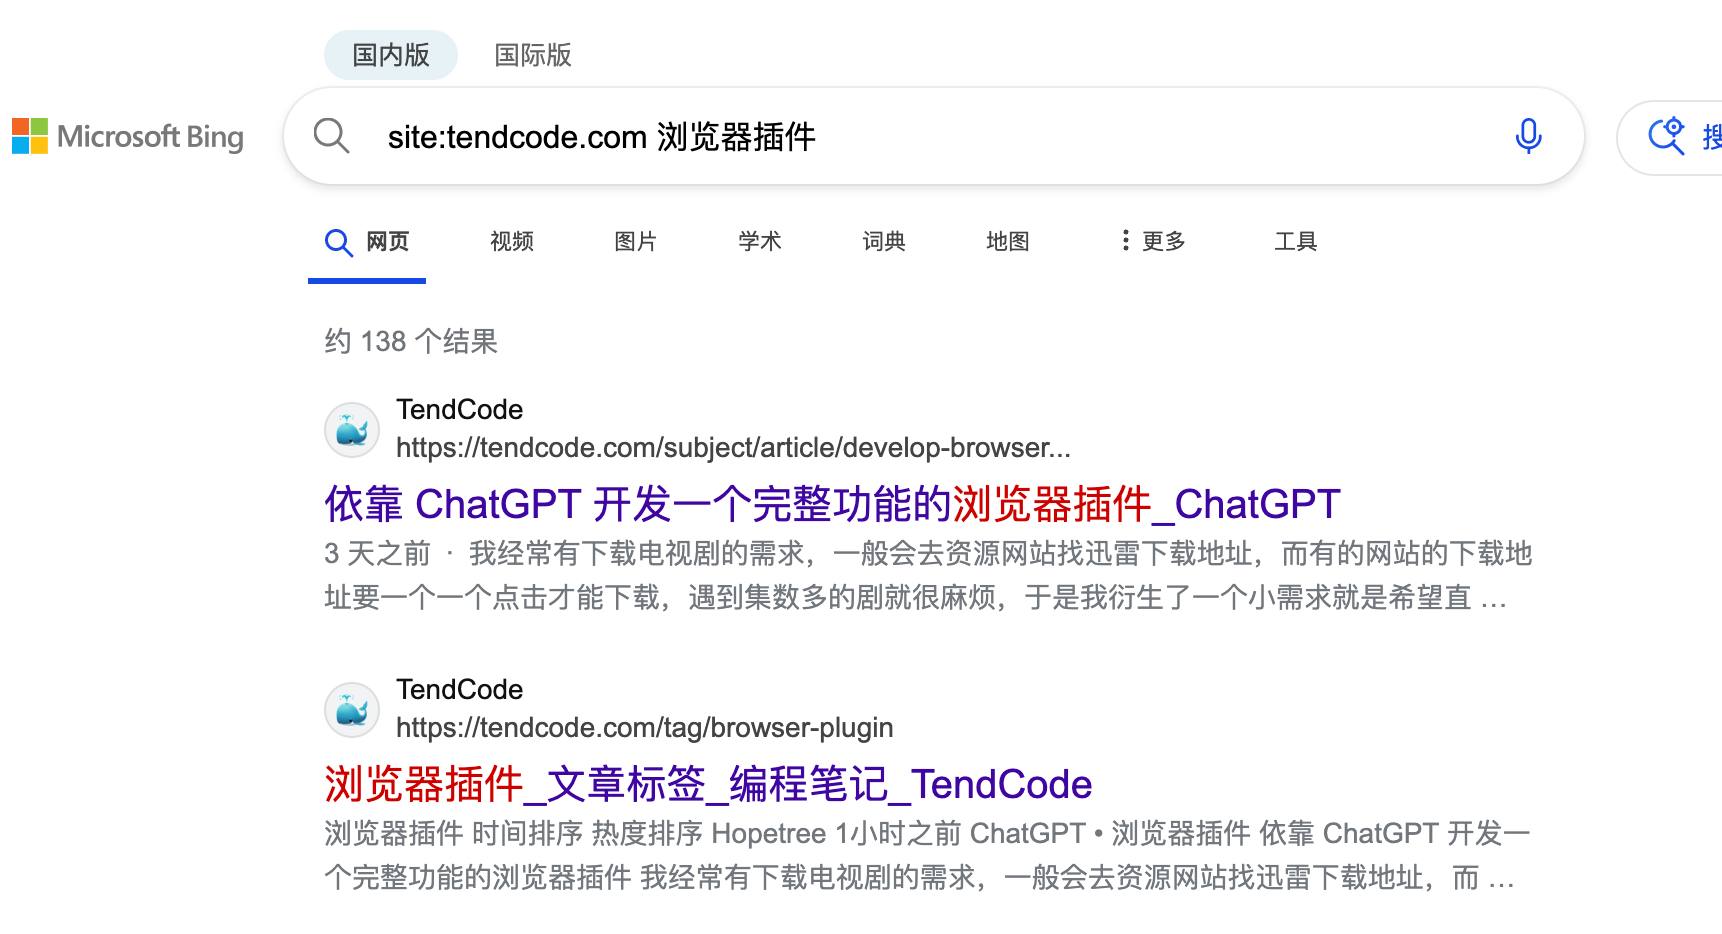 国内版 国际版
Microsoft Bing
site:tendcode.com 浏览器插件
搜
网页 视频 图片 学术 词典 地图 更多 工具
约 138 个结果
TendCode
https://tendcode.com/subject/article/develop-browser...
依靠 ChatGPT 开发一个完整功能的浏览器插件_ChatGPT
3 天之前 · 我经常有下载电视剧的需求，一般会去资源网站找迅雷下载地址，而有的网站的下载地
址要一个一个点击才能下载，遇到集数多的剧就很麻烦，于是我衍生了一个小需求就是希望直 …
TendCode
https://tendcode.com/tag/browser-plugin
浏览器插件_文章标签_编程笔记_TendCode
浏览器插件 时间排序 热度排序 Hopetree 1小时之前 ChatGPT • 浏览器插件 依靠 ChatGPT 开发一
个完整功能的浏览器插件 我经常有下载电视剧的需求，一般会去资源网站找迅雷下载地址，而 …